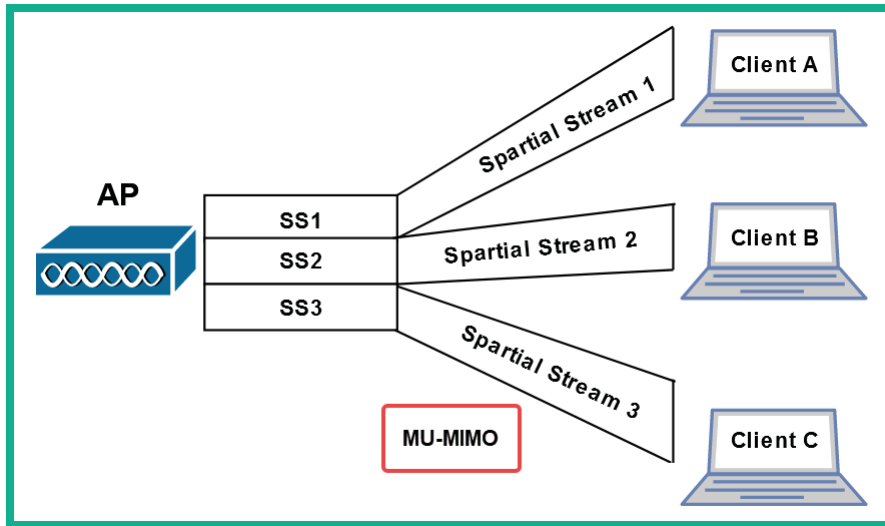 AP
SS1
SS2
SS3
Spartial Stream 1
Spartial Stream 2
Spartial Stream 3
Client A
Client B
Client C
MU-MIMO